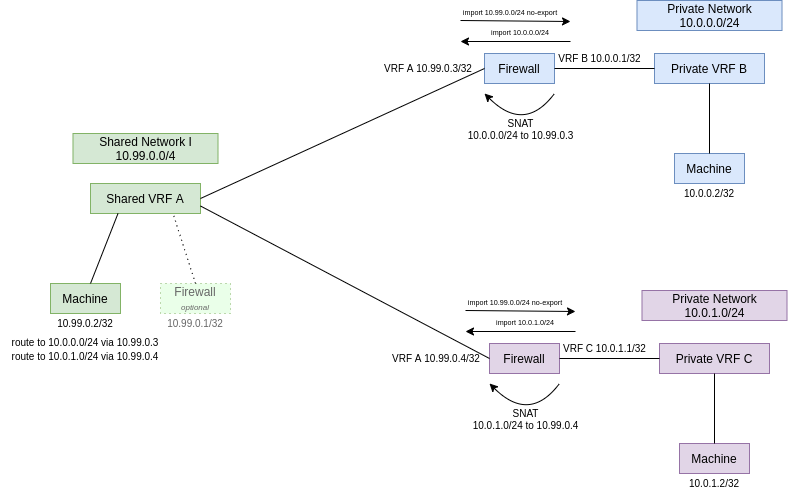 Private Network
10.0.0.0/24
import 10.99.0.0/24 no-export
import 10.0.0.0/24
VRF A 10.99.0.3/32
Firewall
VRF B 10.0.0.1/32
Private VRF B
SNAT
10.0.0.0/24 to 10.99.0.3
Machine
10.0.0.2/32
Shared Network I
10.99.0.0/4
Shared VRF A
Machine
10.99.0.2/32
Firewall
optional
10.99.0.1/32
route to 10.0.0.0/24 via 10.99.0.3
route to 10.0.1.0/24 via 10.99.0.4
Private Network
10.0.1.0/24
import 10.99.0.0/24 no-export
import 10.0.1.0/24
VRF A 10.99.0.4/32
Firewall
VRF C 10.0.1.1/32
Private VRF C
SNAT
10.0.1.0/24 to 10.99.0.4
Machine
10.0.1.2/32